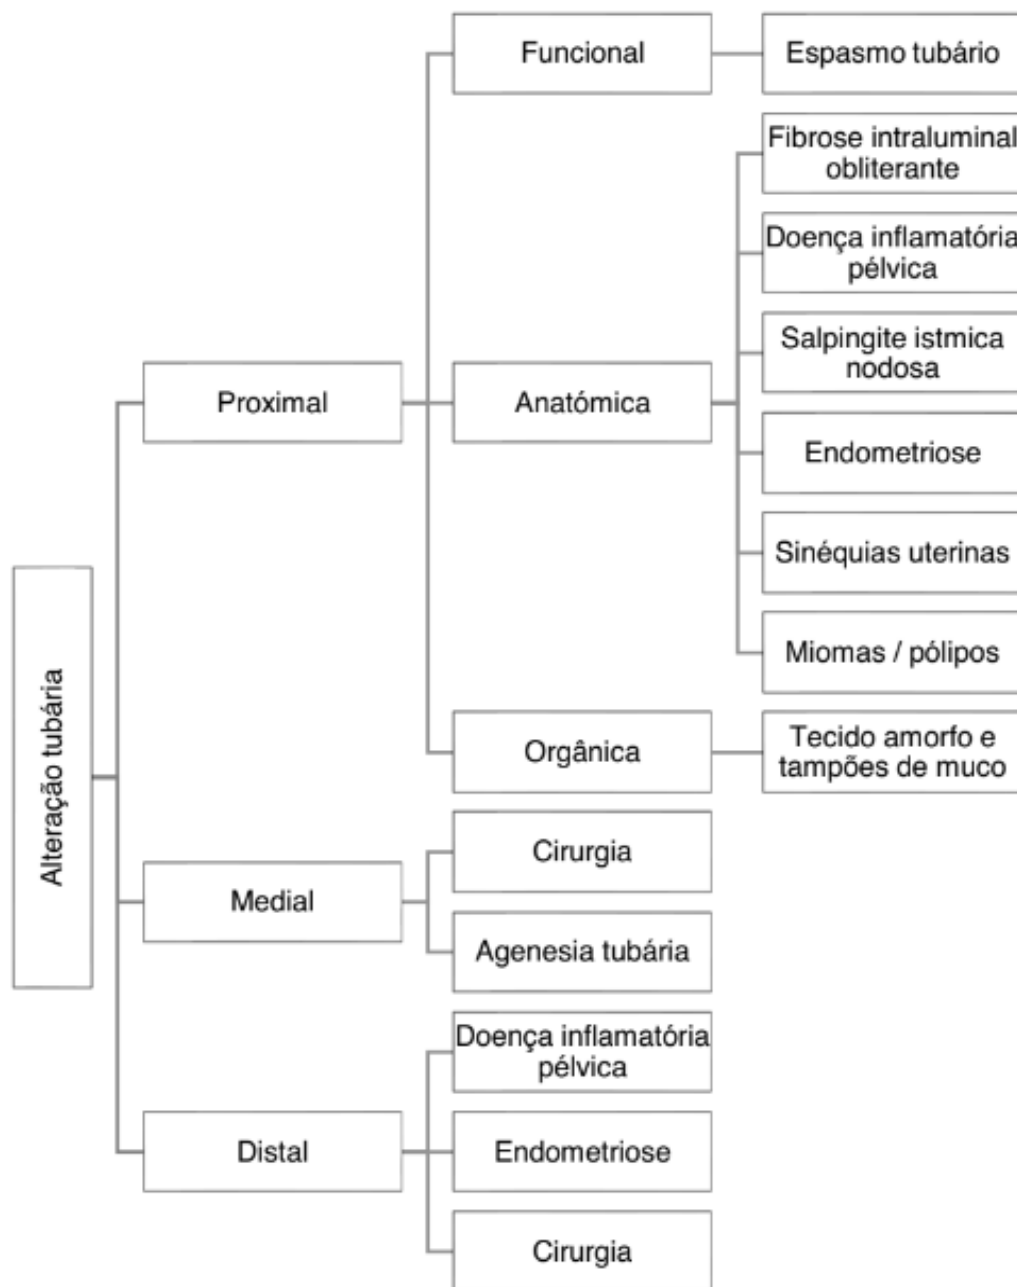 Alteração tubária
Proximal
Funcional
Espasmo tubário
Anatómica
Fibrose intraluminal
obliterante
Doença inflamatória
pélvica
Salpingite istmica
nodosa
Endometriose
Sinéquias uterinas
Miomas / pólipos
Orgânica
Tecido amorfo e
tampões de muco
Medial
Cirurgia
Agenesia tubária
Distal
Doença inflamatória
pélvica
Endometriose
Cirurgia